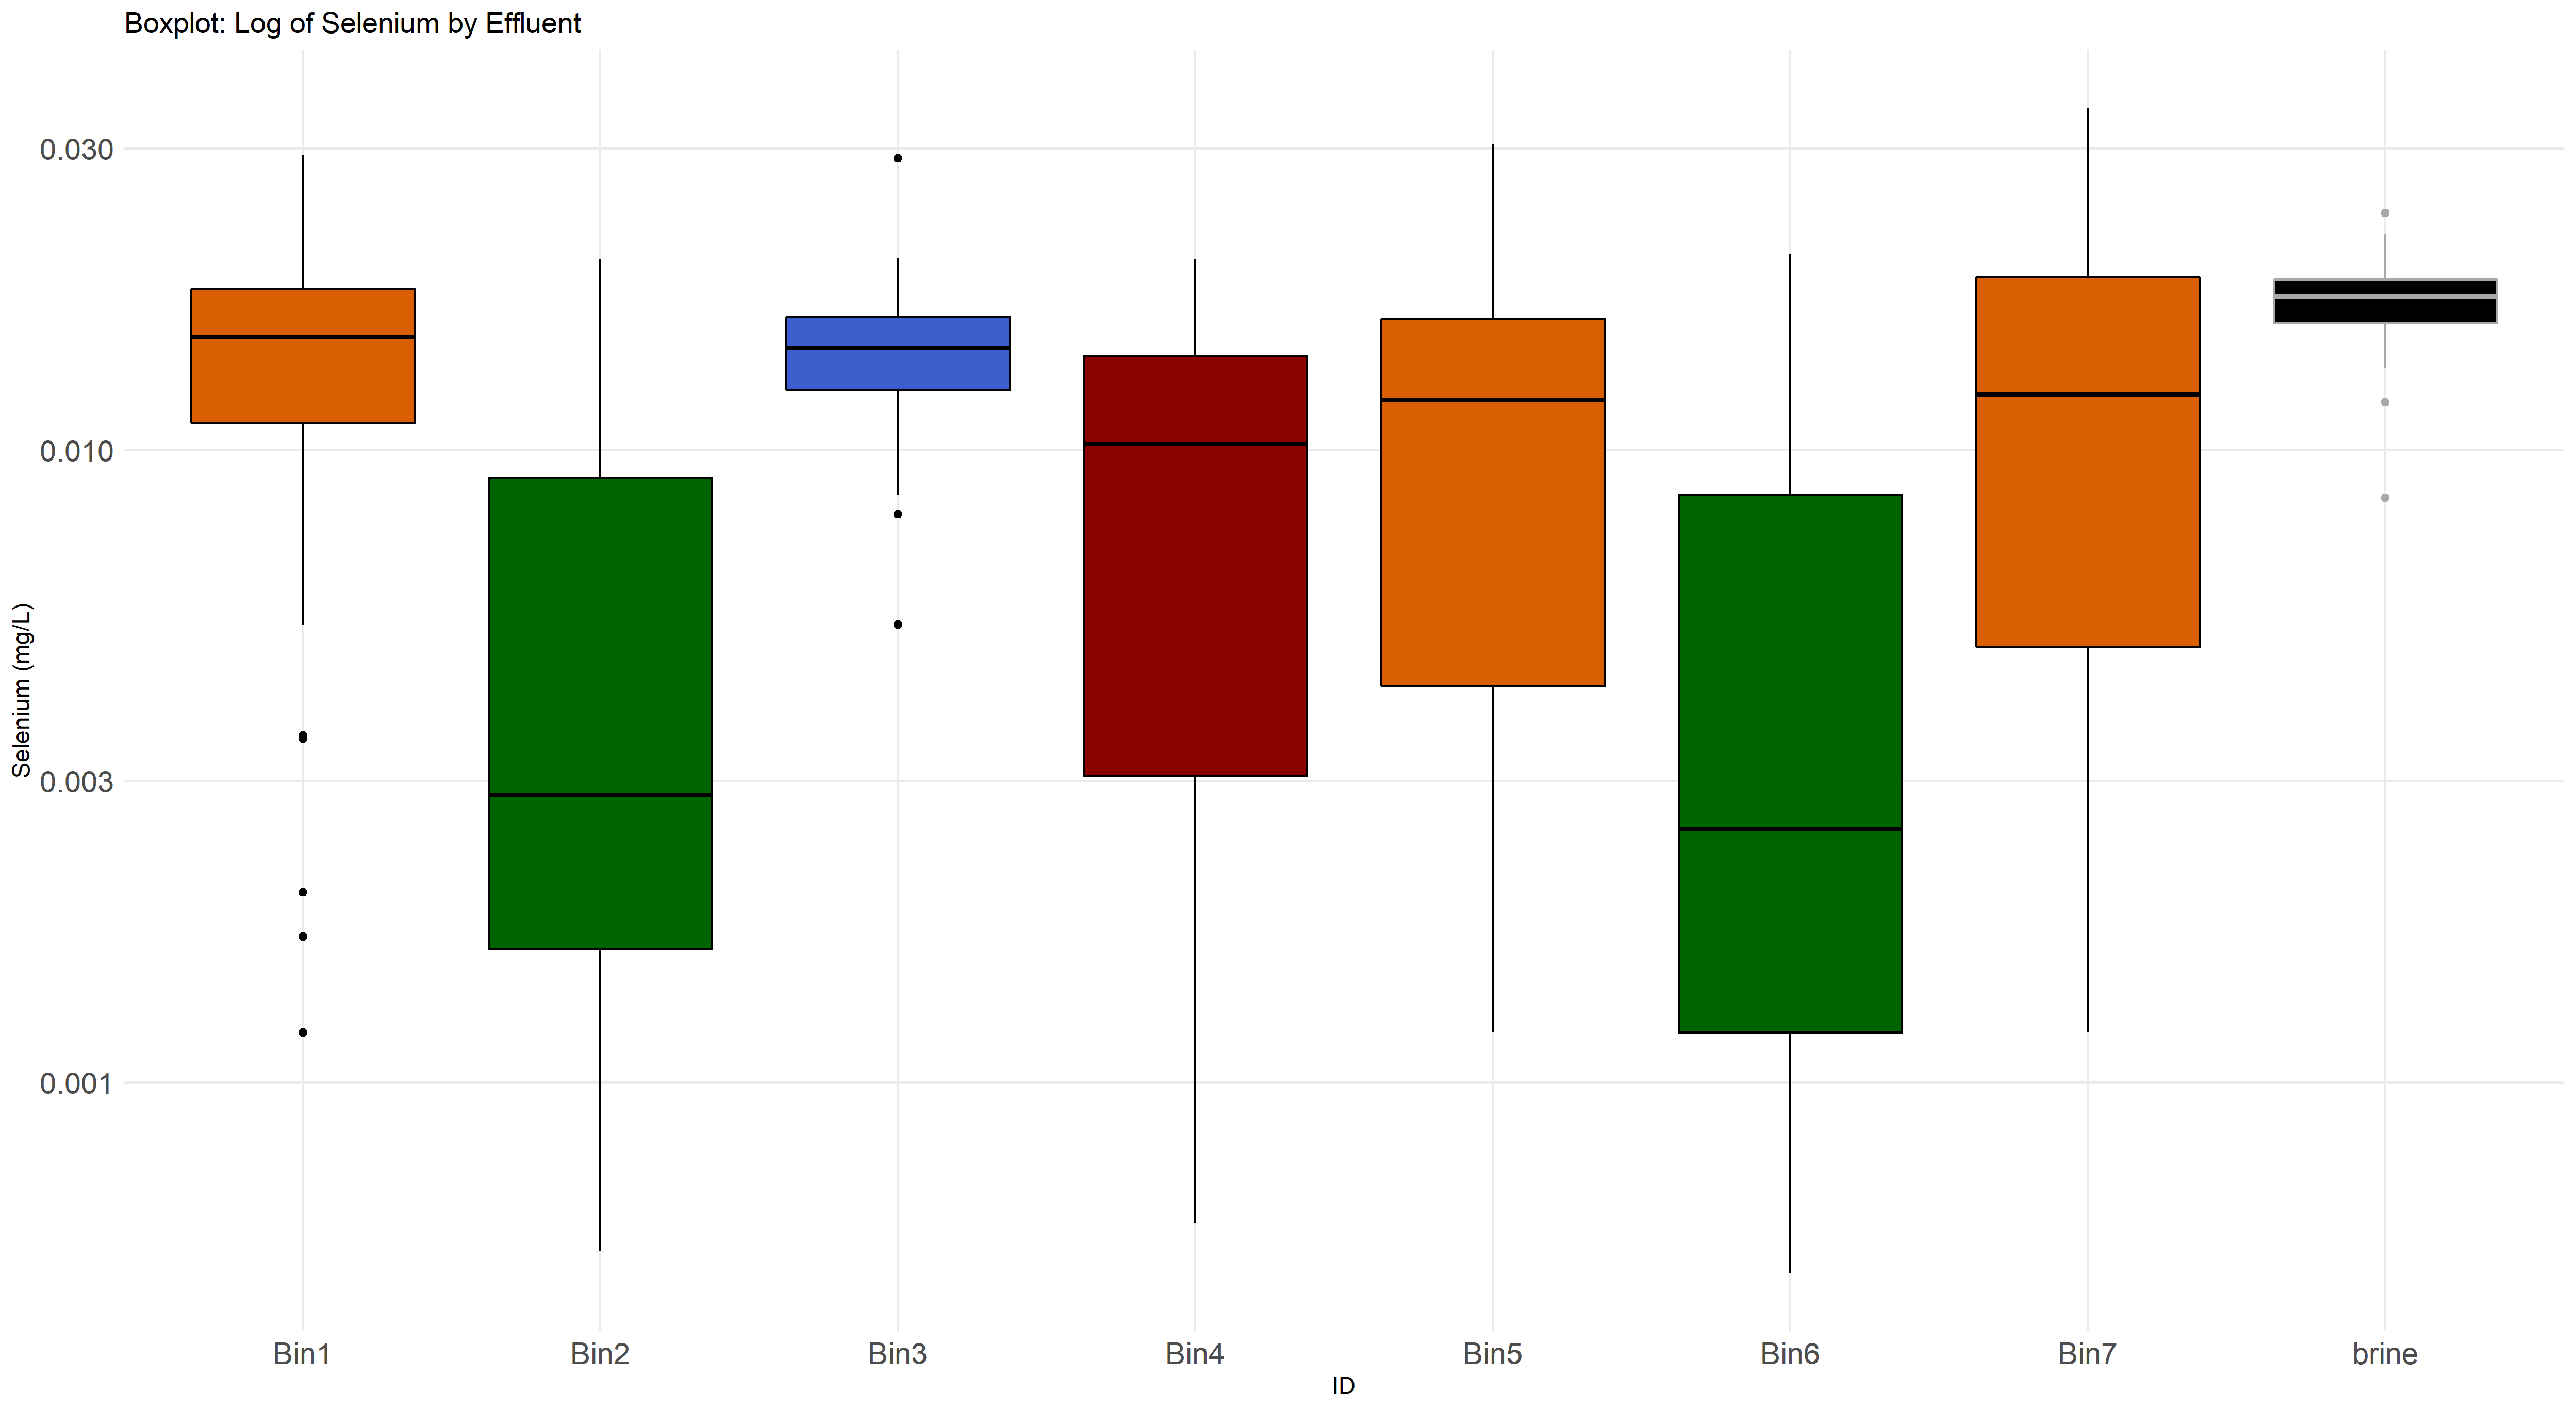 Boxplot: Log of Selenium by Effluent
Selenium (mg/L)
0.030
0.010
0.003
0.001
Bin1 Bin2 Bin3 Bin4 Bin5 Bin6 Bin7 brine
ID